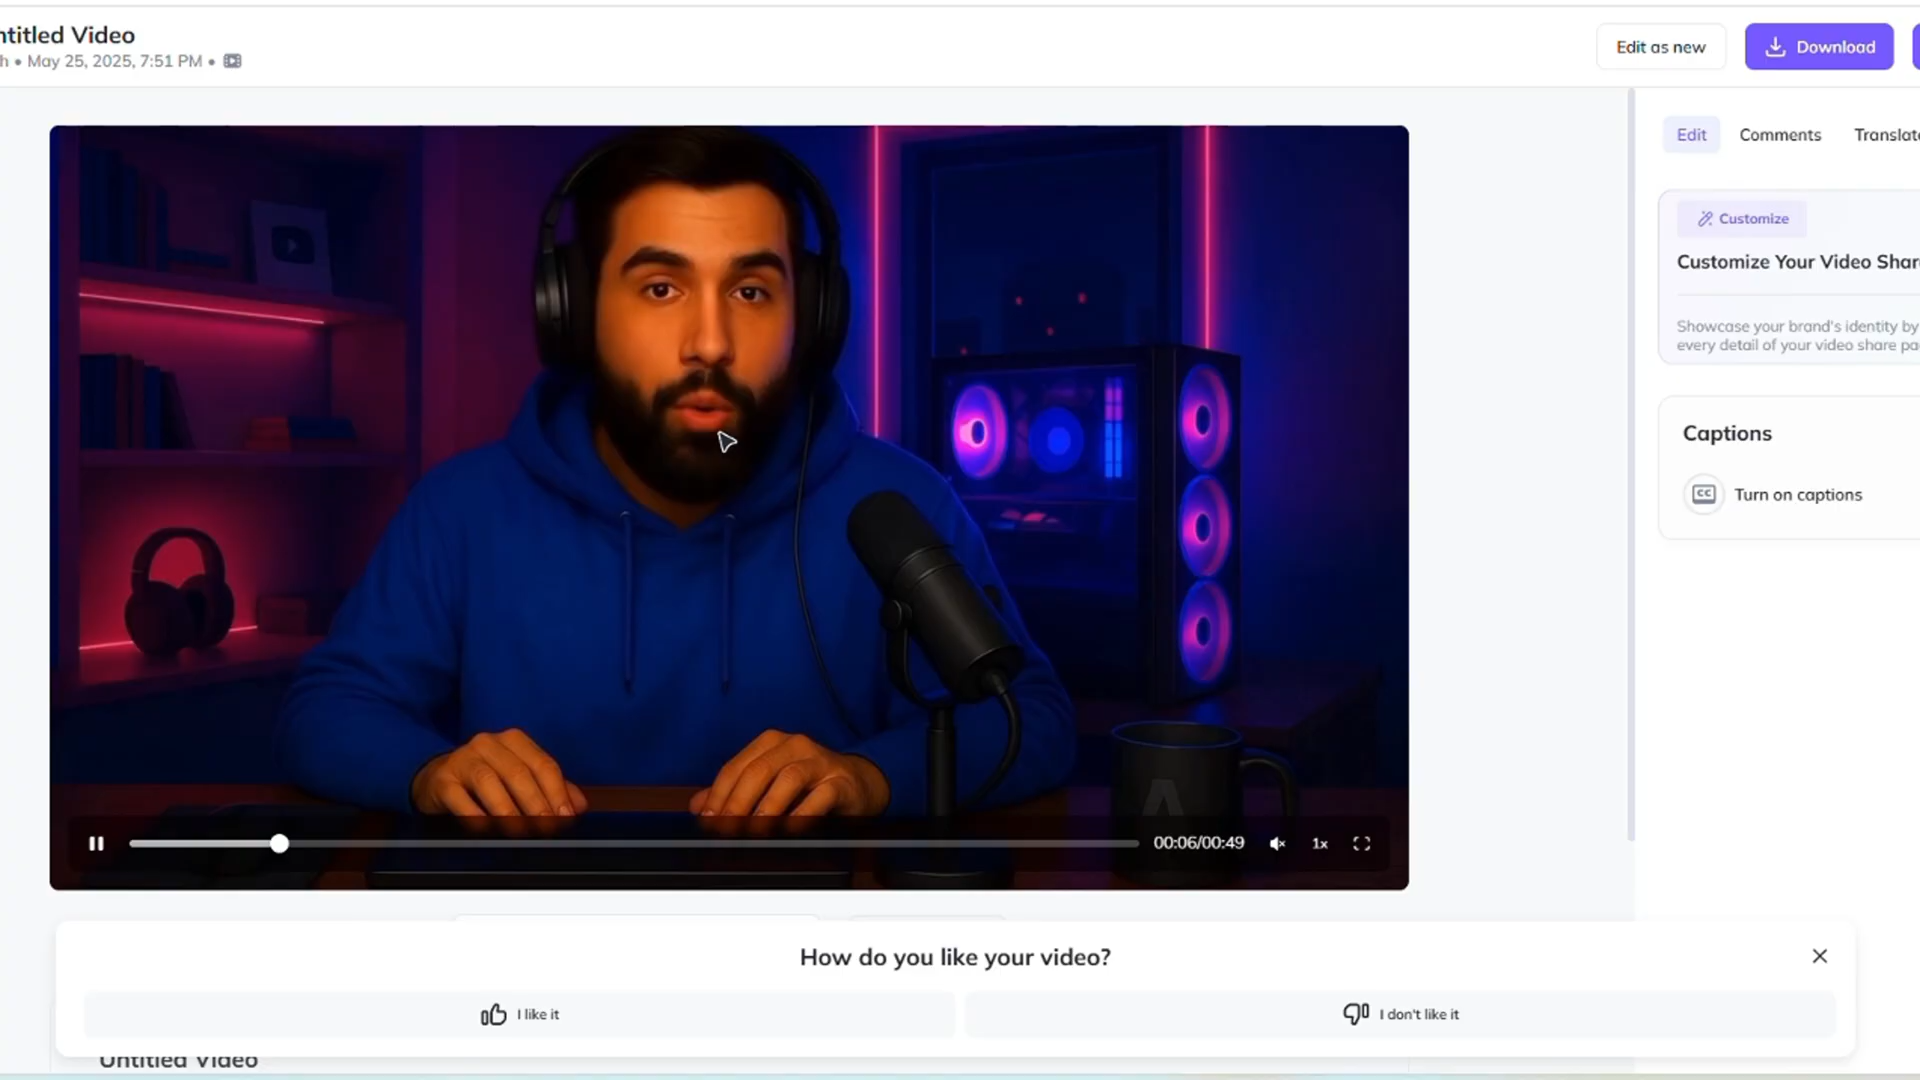 ntitled Video
h • May 25, 2025, 7:51 PM •
Edit as new
Download
Edit
Comments
Translate
Customize
Customize Your Video Shar
Showcase your brand's identity by
every detail of your video share pa
Captions
CC
Turn on captions
A
00:06/00:49
1x
How do you like your video?
I like it
I don't like it
Untitled Video